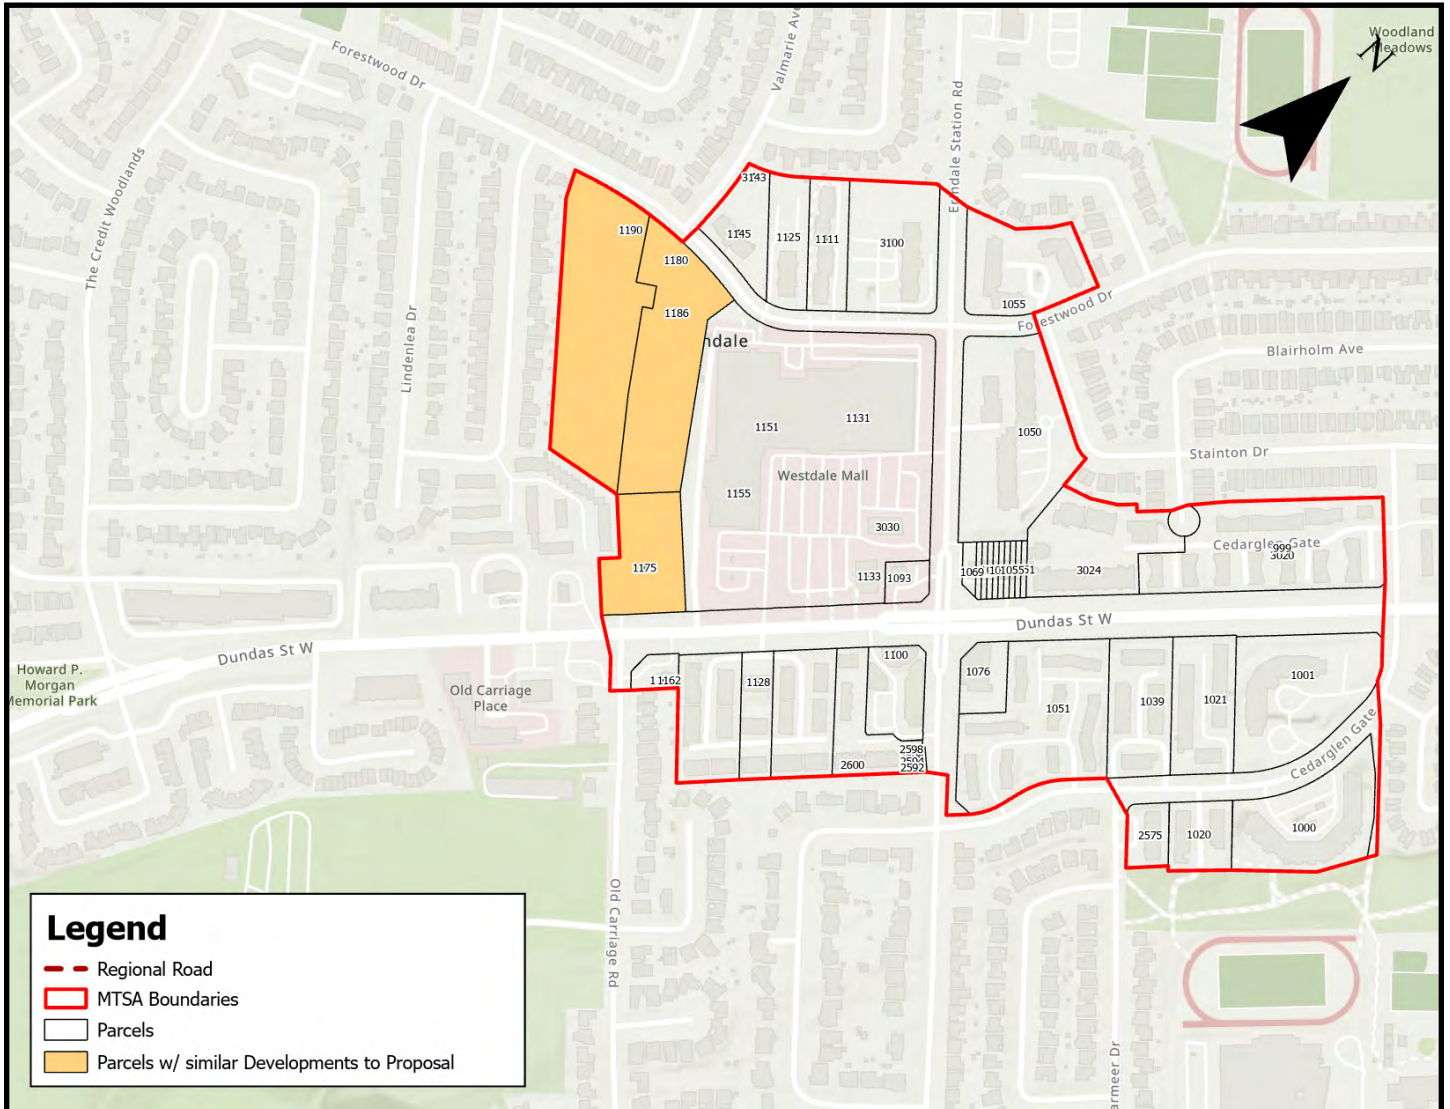 Woodland
Meadows
N
Forestwood Dr
Valmarie Ave
Erindale Station Rd
The Credit Woodlands
Lindenlea Dr
3143
1190
1145
1125
1111
3100
1180
1186
1055
Forestwood Dr
ndale
Blairholm Ave
1151
1131
1050
Westdale Mall
Stainton Dr
1155
3030
Cedarglen Gate
999
3020
1175
1133
1093
1069
3024
Dundas St W
Dundas St W
Howard P.
Morgan
Memorial Park
Old Carriage
Place
1162
1128
1100
1076
1051
1039
1021
1001
2598
2592
2600
Cedarglen Gate
2575
1020
1000
Old Carriage Rd
armeer Dr
Legend
Regional Road
MTSA Boundaries
Parcels
Parcels w/ similar Developments to Proposal